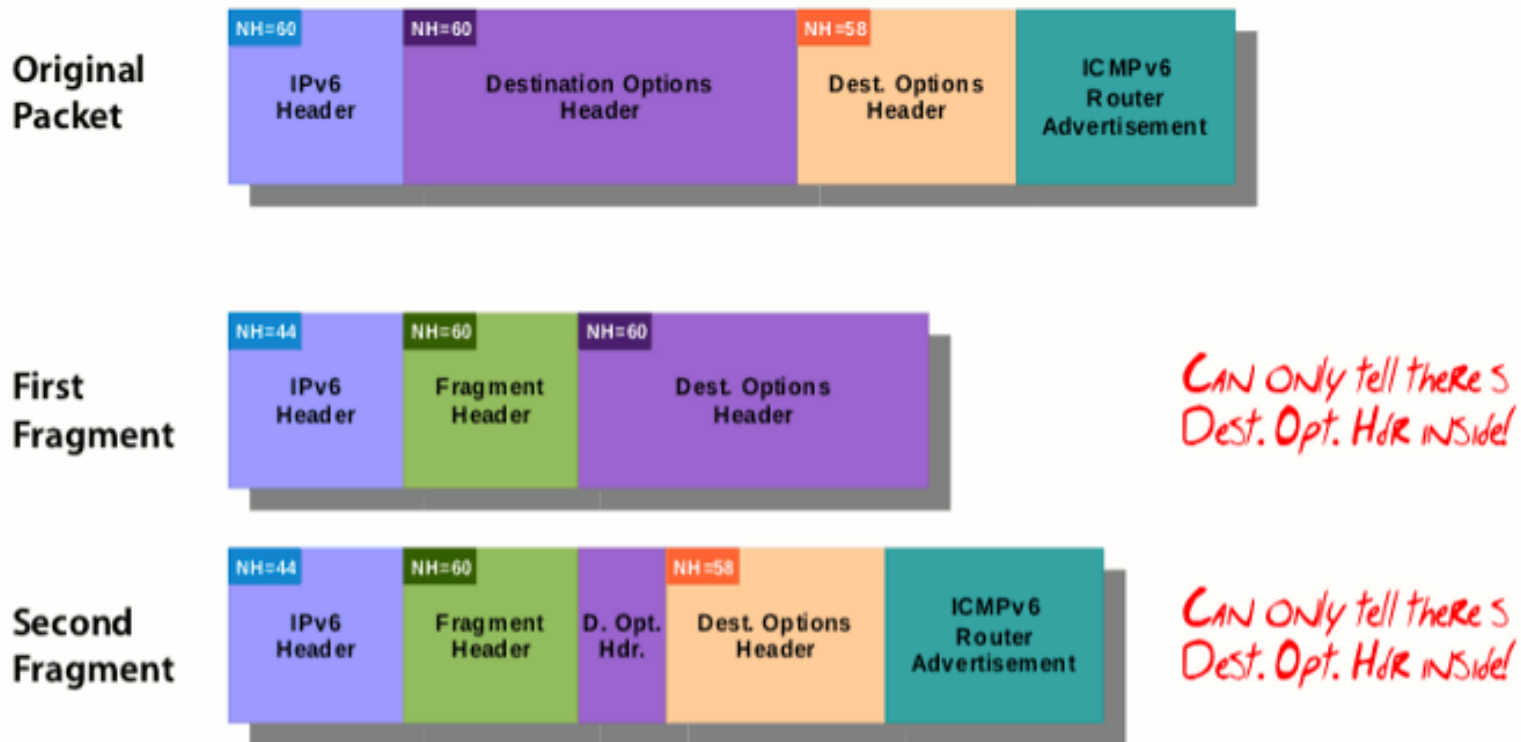 Original
Packet
NH=60
IPv6
Header
NH=60
Destination Options
Header
NH=58
Dest. Options
Header
ICMPv6
Router
Advertisement
First
Fragment
NH=44
IPv6
Header
NH=60
Fragment
Header
NH=60
Dest. Options
Header
CAN ONLY tell theRe s
Dest. Opt. HdR iNSide!
Second
Fragment
NH=44
IPv6
Header
NH=60
Fragment
Header
D. Opt.
Hdr.
NH=58
Dest. Options
Header
ICMPv6
Router
Advertisement
CAN ONLY tell theRe s
Dest. Opt. HdR iNSide!